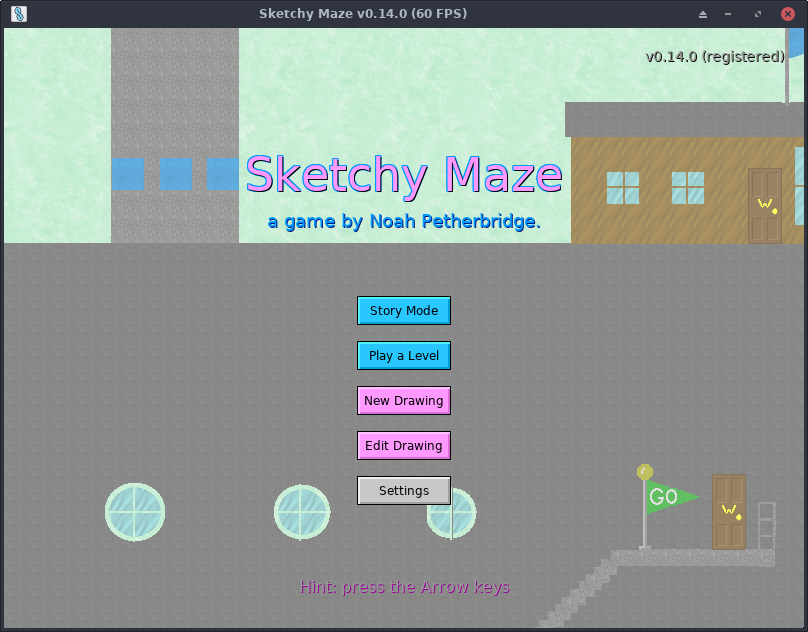 Sketchy Maze v0.14.0 (60 FPS)
v0.14.0 (registered)
Sketchy Maze
a game by Noah Petherbridge.
W
Story Mode
Play a Level
New Drawing
Edit Drawing
Settings
GO
W
Hint: press the Arrow keys